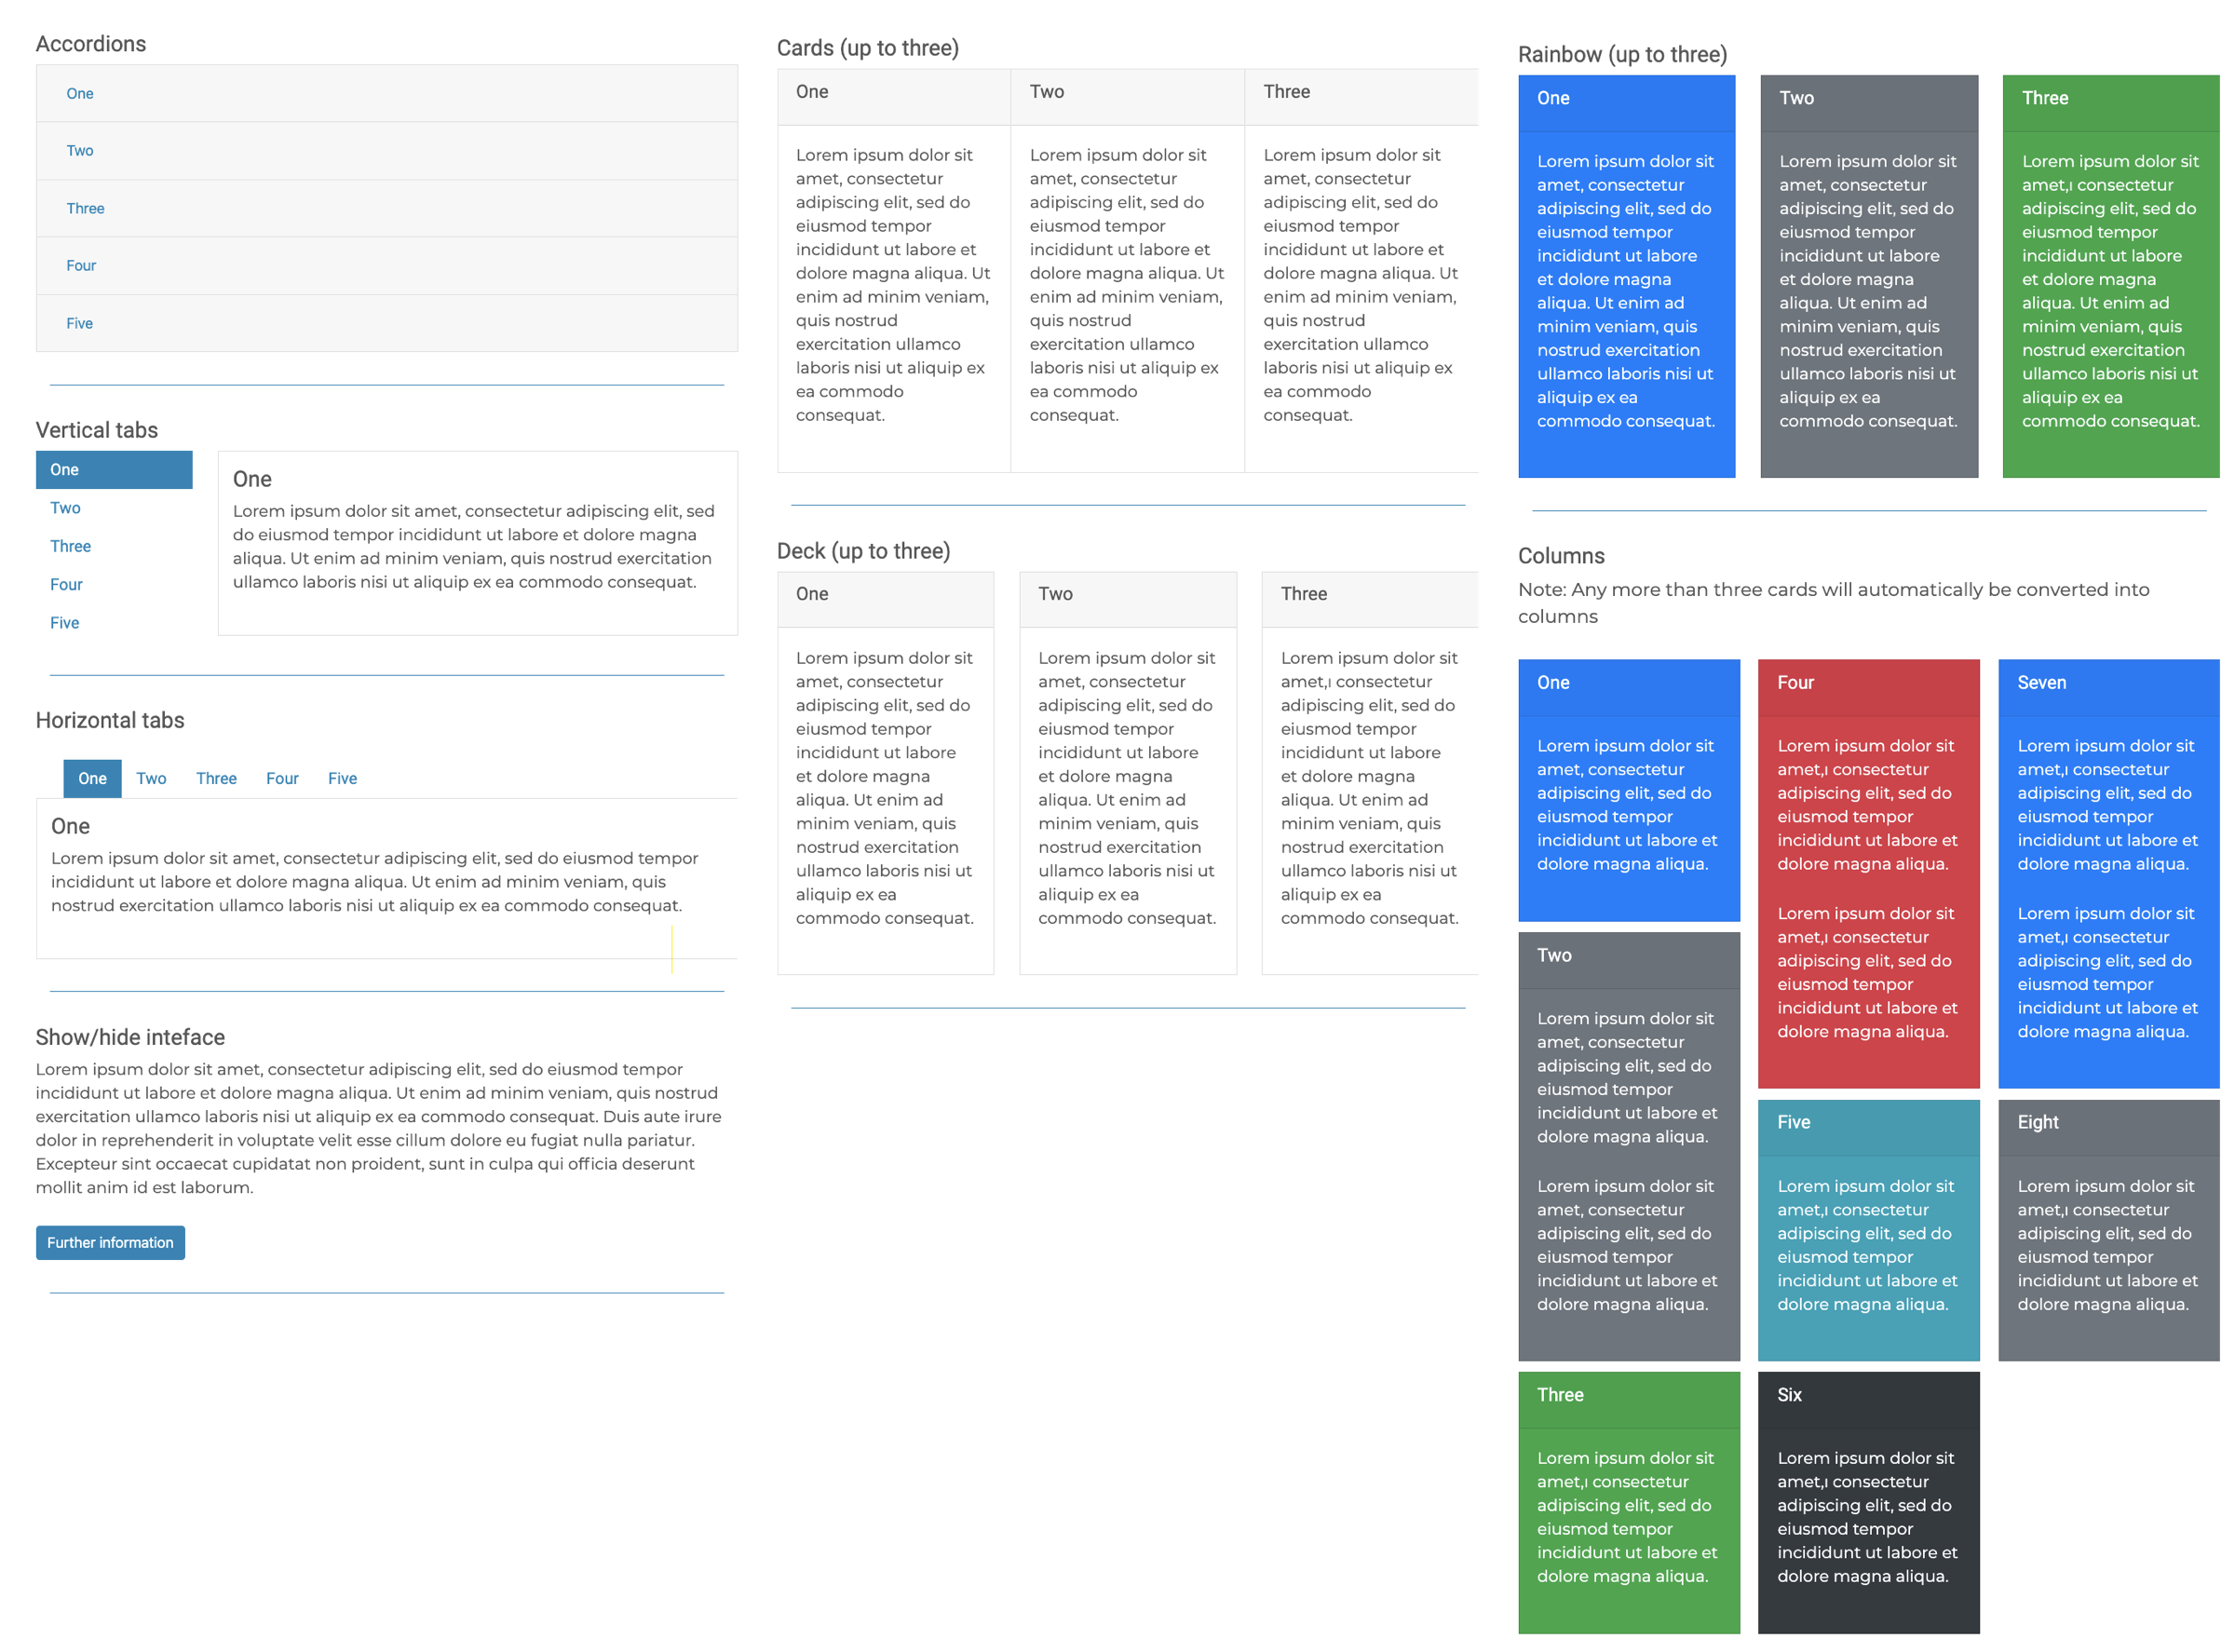 Accordions
One
Two
Three
Four
Five
Vertical tabs
One
Two
Three
Four
Five
One
Lorem ipsum dolor sit amet, consectetur adipiscing elit, sed
do eiusmod tempor incididunt ut labore et dolore magna
aliqua. Ut enim ad minim veniam, quis nostrud exercitation
ullamco laboris nisi ut aliquip ex ea commodo consequat.
Horizontal tabs
One Two Three Four Five
One
Lorem ipsum dolor sit amet, consectetur adipiscing elit, sed do eiusmod tempor
incididunt ut labore et dolore magna aliqua. Ut enim ad minim veniam, quis
nostrud exercitation ullamco laboris nisi ut aliquip ex ea commodo consequat.
Show/hide inteface
Lorem ipsum dolor sit amet, consectetur adipiscing elit, sed do eiusmod tempor
incididunt ut labore et dolore magna aliqua. Ut enim ad minim veniam, quis nostrud
exercitation ullamco laboris nisi ut aliquip ex ea commodo consequat. Duis aute irure
dolor in reprehenderit in voluptate velit esse cillum dolore eu fugiat nulla pariatur.
Excepteur sint occaecat cupidatat non proident, sunt in culpa qui officia deserunt
mollit anim id est laborum.
Further information
Cards (up to three)
One
Lorem ipsum dolor sit
amet, consectetur
adipiscing elit, sed do
eiusmod tempor
incididunt ut labore et
dolore magna aliqua. Ut
enim ad minim veniam,
quis nostrud
exercitation ullamco
laboris nisi ut aliquip ex
ea commodo
consequat.
Two
Lorem ipsum dolor sit
amet, consectetur
adipiscing elit, sed do
eiusmod tempor
incididunt ut labore et
dolore magna aliqua. Ut
enim ad minim veniam,
quis nostrud
exercitation ullamco
laboris nisi ut aliquip ex
ea commodo
consequat.
Three
Lorem ipsum dolor sit
amet, consectetur
adipiscing elit, sed do
eiusmod tempor
incididunt ut labore et
dolore magna aliqua. Ut
enim ad minim veniam,
quis nostrud
exercitation ullamco
laboris nisi ut aliquip ex
ea commodo
consequat.
Deck (up to three)
One
Lorem ipsum dolor sit
amet, consectetur
adipiscing elit, sed do
eiusmod tempor
incididunt ut labore
et dolore magna
aliqua. Ut enim ad
minim veniam, quis
nostrud exercitation
ullamco laboris nisi ut
aliquip ex ea
commodo consequat.
Two
Lorem ipsum dolor sit
amet, consectetur
adipiscing elit, sed do
eiusmod tempor
incididunt ut labore
et dolore magna
aliqua. Ut enim ad
minim veniam, quis
nostrud exercitation
ullamco laboris nisi ut
aliquip ex ea
commodo consequat.
Three
Lorem ipsum dolor sit
amet,ı consectetur
adipiscing elit, sed do
eiusmod tempor
incididunt ut labore
et dolore magna
aliqua. Ut enim ad
minim veniam, quis
nostrud exercitation
ullamco laboris nisi ut
aliquip ex ea
commodo consequat.
Rainbow (up to three)
One
Lorem ipsum dolor sit
amet, consectetur
adipiscing elit, sed do
eiusmod tempor
incididunt ut labore
et dolore magna
aliqua. Ut enim ad
minim veniam, quis
nostrud exercitation
ullamco laboris nisi ut
aliquip ex ea
commodo consequat.
Two
Lorem ipsum dolor sit
amet, consectetur
adipiscing elit, sed do
eiusmod tempor
incididunt ut labore
et dolore magna
aliqua. Ut enim ad
minim veniam, quis
nostrud exercitation
ullamco laboris nisi ut
aliquip ex ea
commodo consequat.
Three
Lorem ipsum dolor sit
amet,ı consectetur
adipiscing elit, sed do
eiusmod tempor
incididunt ut labore
et dolore magna
aliqua. Ut enim ad
minim veniam, quis
nostrud exercitation
ullamco laboris nisi ut
aliquip ex ea
commodo consequat.
Columns
Note: Any more than three cards will automatically be converted into
columns
One
Lorem ipsum dolor sit
amet, consectetur
adipiscing elit, sed do
eiusmod tempor
incididunt ut labore et
dolore magna aliqua.
Two
Lorem ipsum dolor sit
amet, consectetur
adipiscing elit, sed do
eiusmod tempor
incididunt ut labore et
dolore magna aliqua.
Lorem ipsum dolor sit
amet, consectetur
adipiscing elit, sed do
eiusmod tempor
incididunt ut labore et
dolore magna aliqua.
Three
Lorem ipsum dolor sit
amet,ı consectetur
adipiscing elit, sed do
eiusmod tempor
incididunt ut labore et
dolore magna aliqua.
Four
Lorem ipsum dolor sit
amet,ı consectetur
adipiscing elit, sed do
eiusmod tempor
incididunt ut labore et
dolore magna aliqua.
Lorem ipsum dolor sit
amet,ı consectetur
adipiscing elit, sed do
eiusmod tempor
incididunt ut labore et
dolore magna aliqua.
Five
Lorem ipsum dolor sit
amet,ı consectetur
adipiscing elit, sed do
eiusmod tempor
incididunt ut labore et
dolore magna aliqua.
Six
Lorem ipsum dolor sit
amet,ı consectetur
adipiscing elit, sed do
eiusmod tempor
incididunt ut labore et
dolore magna aliqua.
Seven
Lorem ipsum dolor sit
amet,ı consectetur
adipiscing elit, sed do
eiusmod tempor
incididunt ut labore et
dolore magna aliqua.
Lorem ipsum dolor sit
amet,ı consectetur
adipiscing elit, sed do
eiusmod tempor
incididunt ut labore et
dolore magna aliqua.
Eight
Lorem ipsum dolor sit
amet,ı consectetur
adipiscing elit, sed do
eiusmod tempor
incididunt ut labore et
dolore magna aliqua.